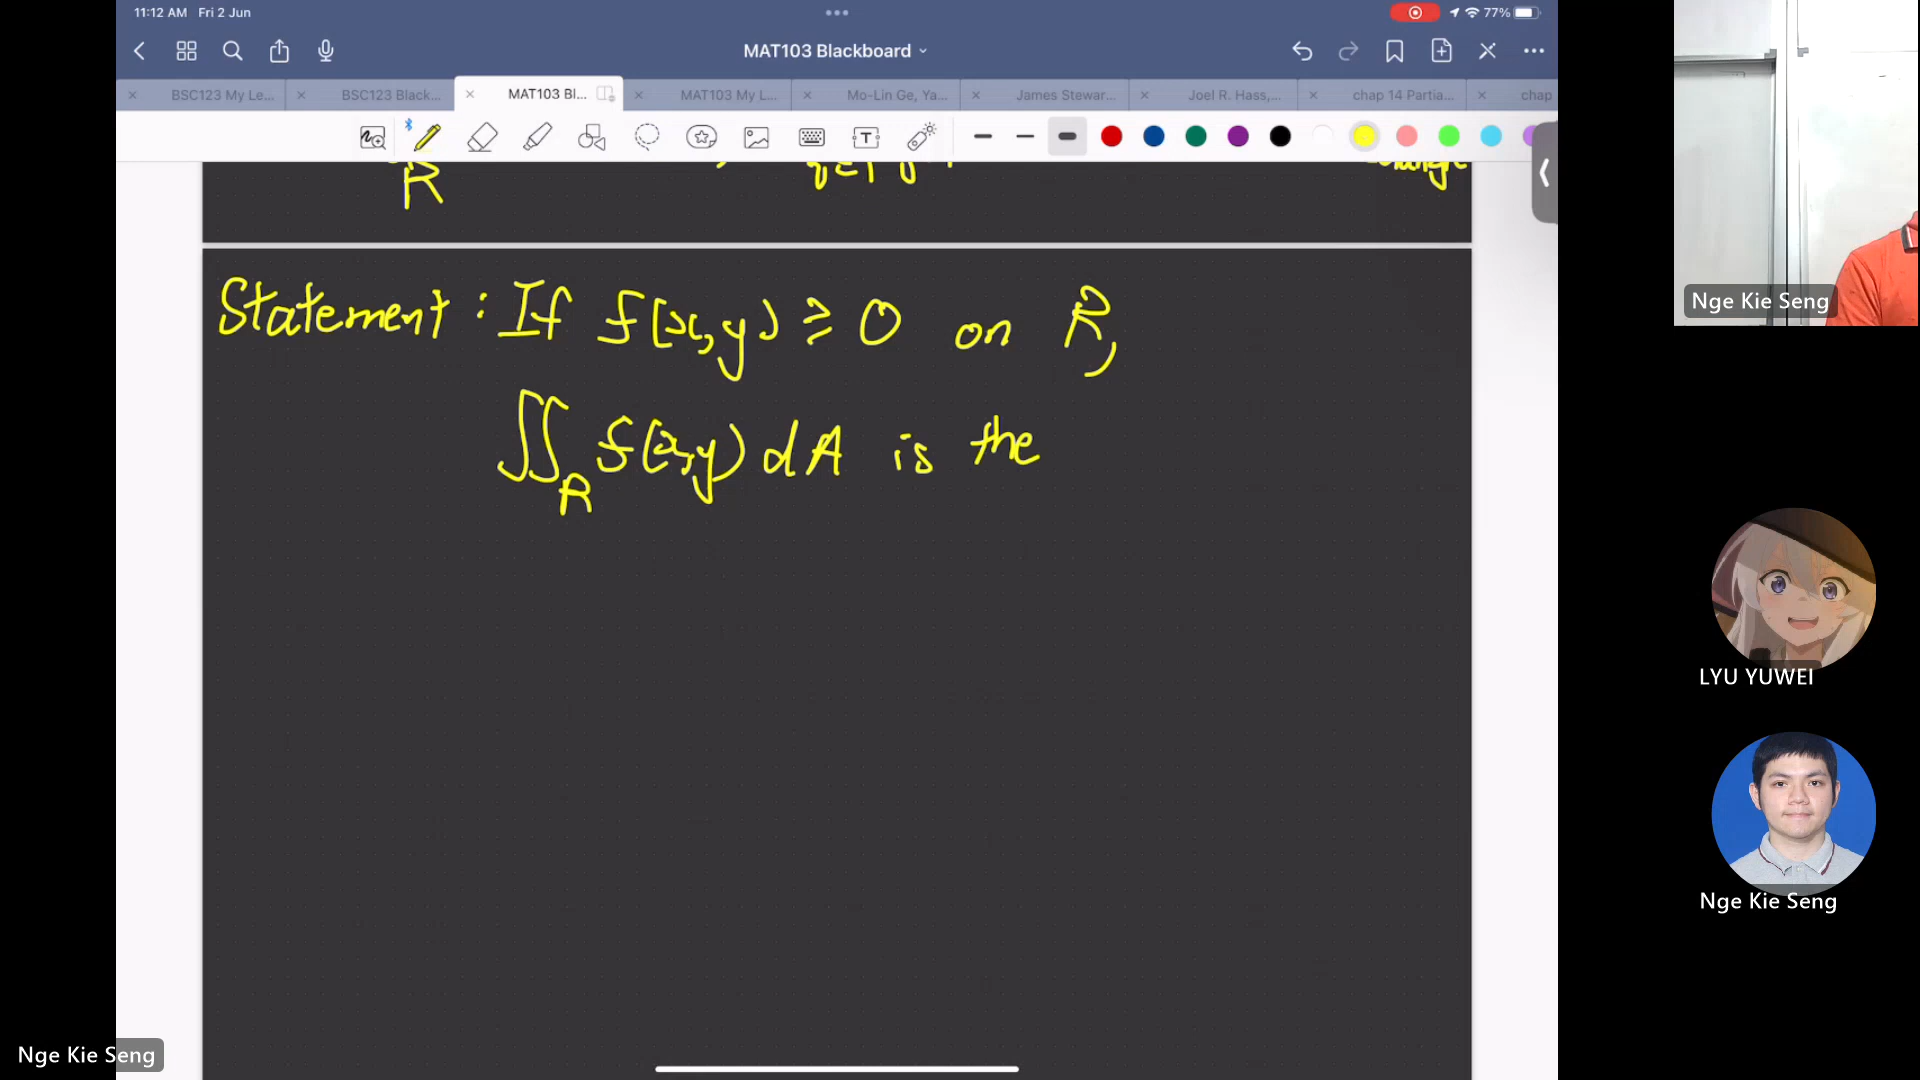 11:12 AM Fri 2 Jun
77%
MAT103 Blackboard
BSC123 My Le...
BSC123 Black...
MAT103 Bl...
MAT103 My L...
Mo-Lin Ge, Ya...
James Stewar...
Joel R. Hass,...
chap 14 Partia...
chap
R
Statement : If f(x,y) ≥ 0 on R,
∬_R f(x,y) dA is the
Nge Kie Seng
LYU YUWEI
Nge Kie Seng
Nge Kie Seng